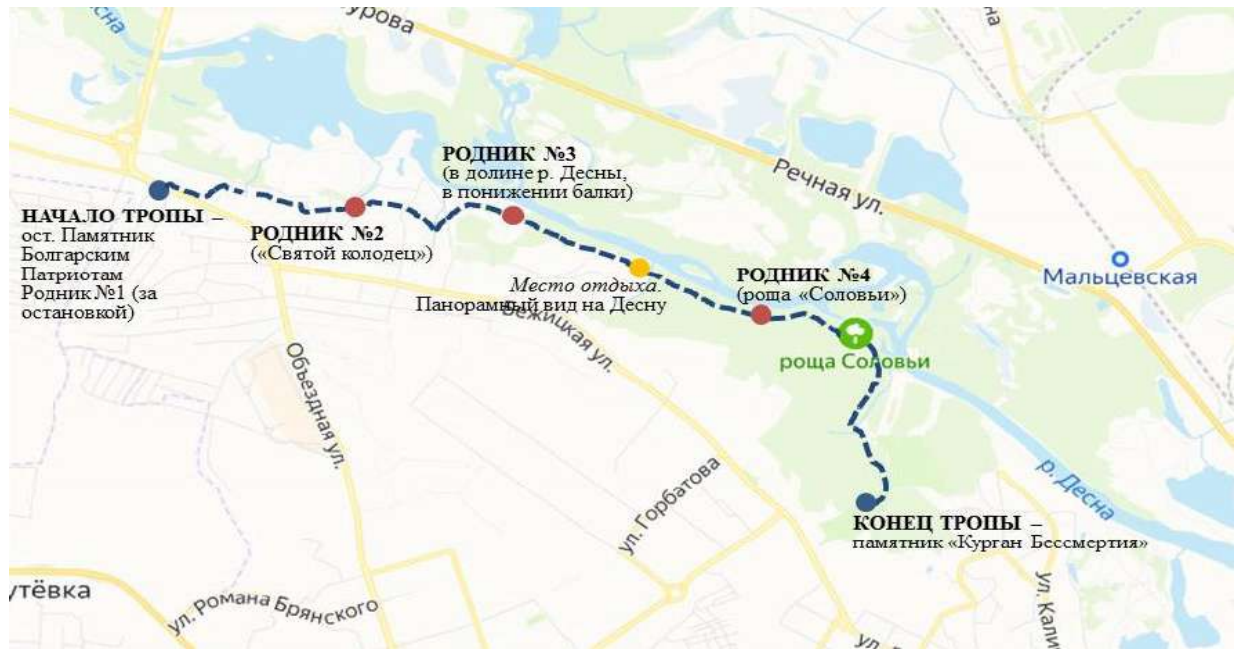 Десна
Речная ул.
РОДНИК №3
(в долине р. Десны,
в понижении балки)
НАЧАЛО ТРОПЫ –
ост. Памятник
Болгарским
Патриотам
Родник №1 (за
остановкой)
РОДНИК №2
(«Святой колодец»)
Место отдыха.
Панорамный вид на Десну
РОДНИК №4
(роща «Соловьи»)
Мальцевская
роща Соловьи
Бежицкая ул.
Объездная ул.
ул. Горбатова
р. Десна
КОНЕЦ ТРОПЫ –
памятник «Курган Бессмертия»
ул. Романа Брянского